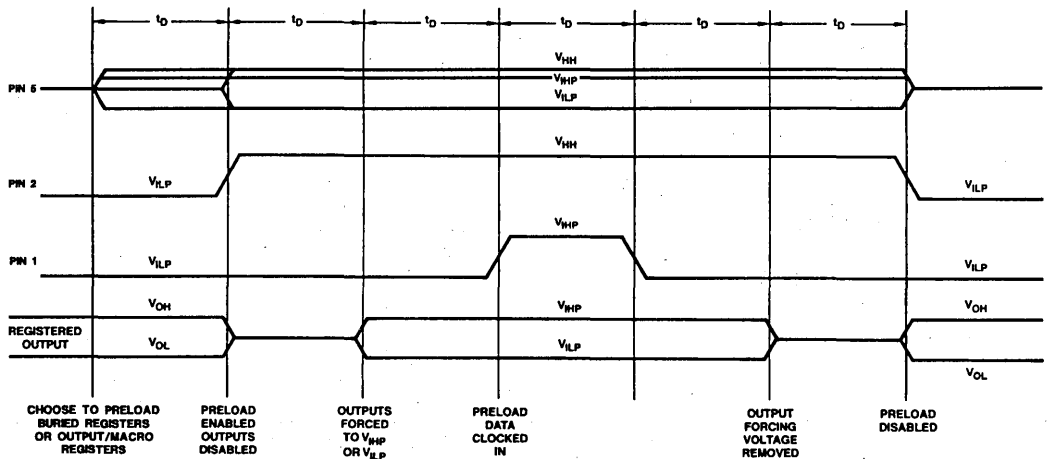 tD tD tD tD tD tD
VHH
PIN 5 VIHP
VILP
VHH
PIN 2 VILP VILP
VIHP
PIN 1 VILP VILP
VOH VIHP VOH
REGISTERED
OUTPUT VOL VILP
VOL
CHOOSE TO PRELOAD
BURIED REGISTERS
OR OUTPUT/MACRO
REGISTERS
PRELOAD
ENABLED
OUTPUTS
DISABLED
OUTPUTS
FORCED
TO VIHP
OR VILP
PRELOAD
DATA
CLOCKED
IN
OUTPUT
FORCING
VOLTAGE
REMOVED
PRELOAD
DISABLED